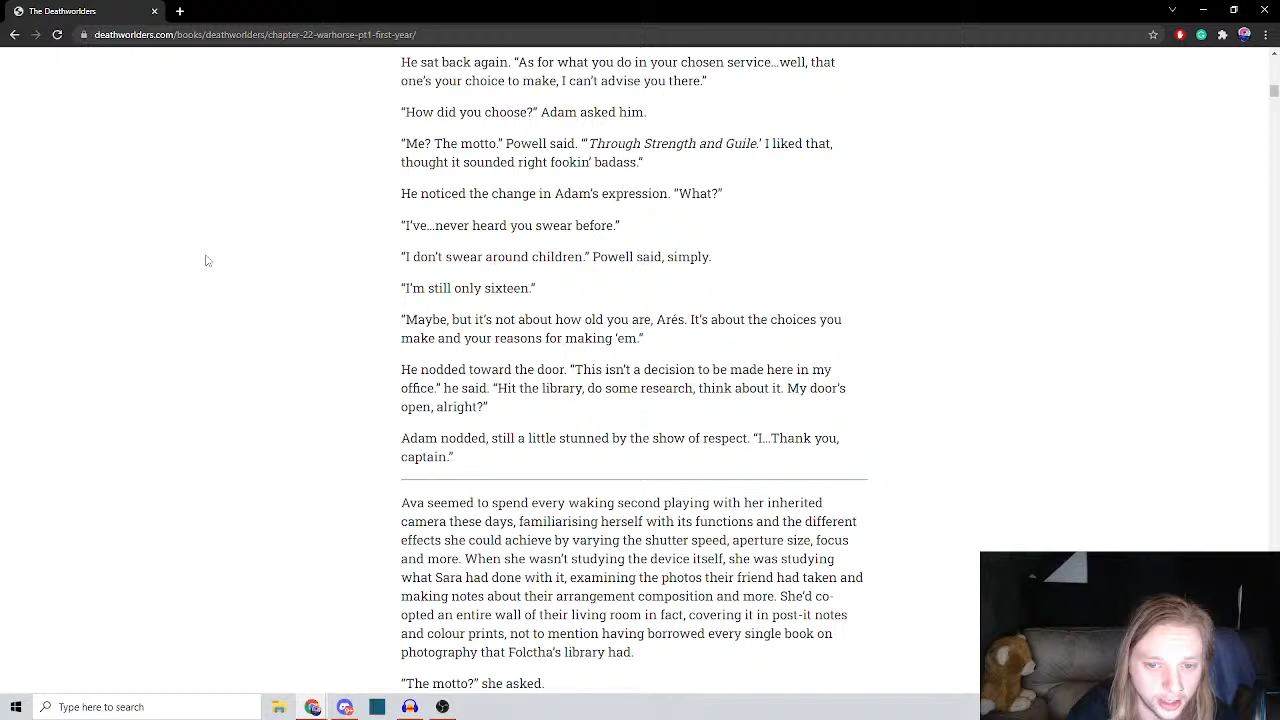 The Deathworlders
deathworlders.com/books/deathworlders/chapter-22-warhorse-pt1-first-year/
He sat back again. “As for what you do in your chosen service…well, that
one’s your choice to make, I can’t advise you there.”
“How did you choose?” Adam asked him.
“Me? The motto.” Powell said. “‘Through Strength and Guile.’ I liked that,
thought it sounded right fookin’ badass.“
He noticed the change in Adam’s expression. “What?”
“I’ve…never heard you swear before.”
“I don’t swear around children.” Powell said, simply.
“I’m still only sixteen.”
“Maybe, but it’s not about how old you are, Arés. It’s about the choices you
make and your reasons for making ‘em.”
He nodded toward the door. “This isn’t a decision to be made here in my
office.” he said. “Hit the library, do some research, think about it. My door’s
open, alright?”
Adam nodded, still a little stunned by the show of respect. “I…Thank you,
captain.”
Ava seemed to spend every waking second playing with her inherited
camera these days, familiarising herself with its functions and the different
effects she could achieve by varying the shutter speed, aperture size, focus
and more. When she wasn’t studying the device itself, she was studying
what Sara had done with it, examining the photos their friend had taken and
making notes about their arrangement composition and more. She’d co-
opted an entire wall of their living room in fact, covering it in post-it notes
and colour prints, not to mention having borrowed every single book on
photography that Folctha’s library had.
“The motto?” she asked.
Type here to search